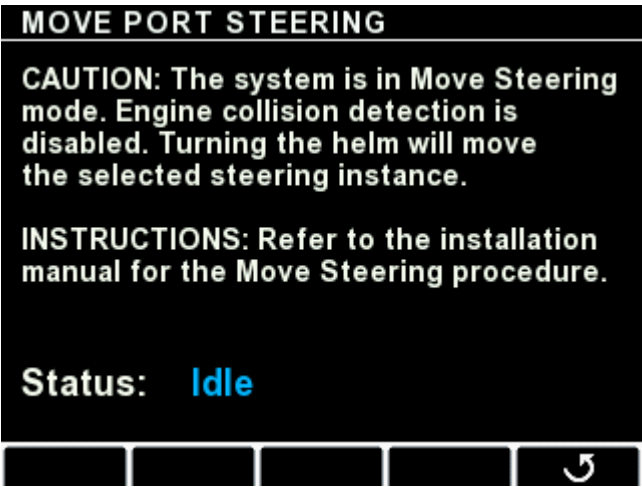 MOVE PORT STEERING
CAUTION: The system is in Move Steering
mode. Engine collision detection is
disabled. Turning the helm will move
the selected steering instance.
INSTRUCTIONS: Refer to the installation
manual for the Move Steering procedure.
Status: Idle